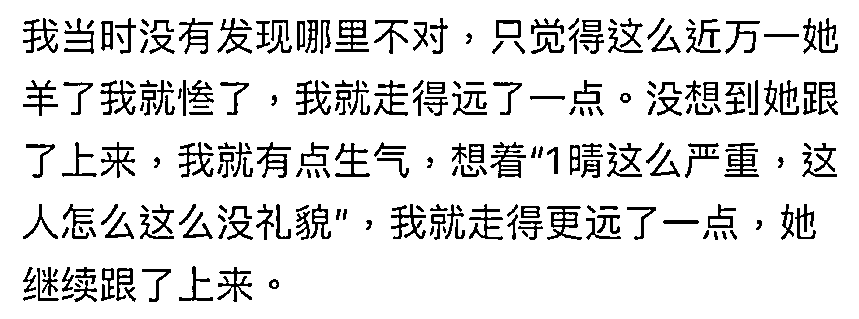 我当时没有发现哪里不对，只觉得这么近万一她
羊了我就惨了，我就走得远了一点。没想到她跟
了上来，我就有点生气，想着“1晴这么严重，这
人怎么这么没礼貌”，我就走得更远了一点，她
继续跟了上来。